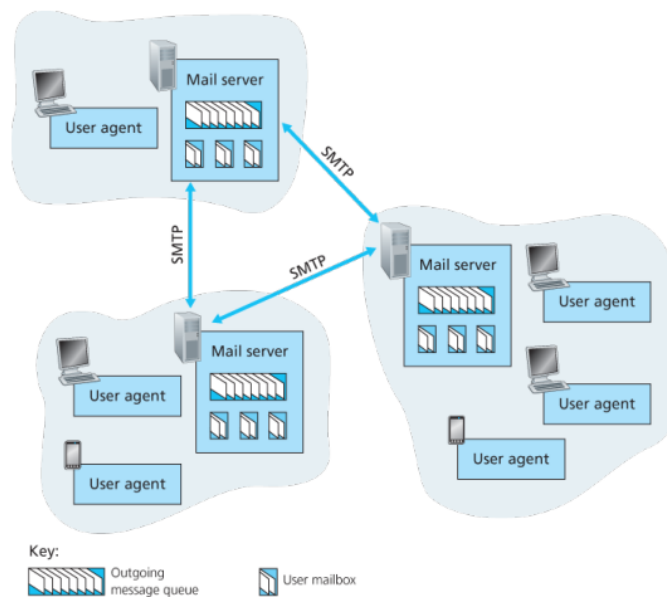 Mail server
User agent
SMTP
SMTP
SMTP
Mail server
User agent
Mail server
User agent
User agent
User agent
User agent
Key:
Outgoing
message queue
User mailbox